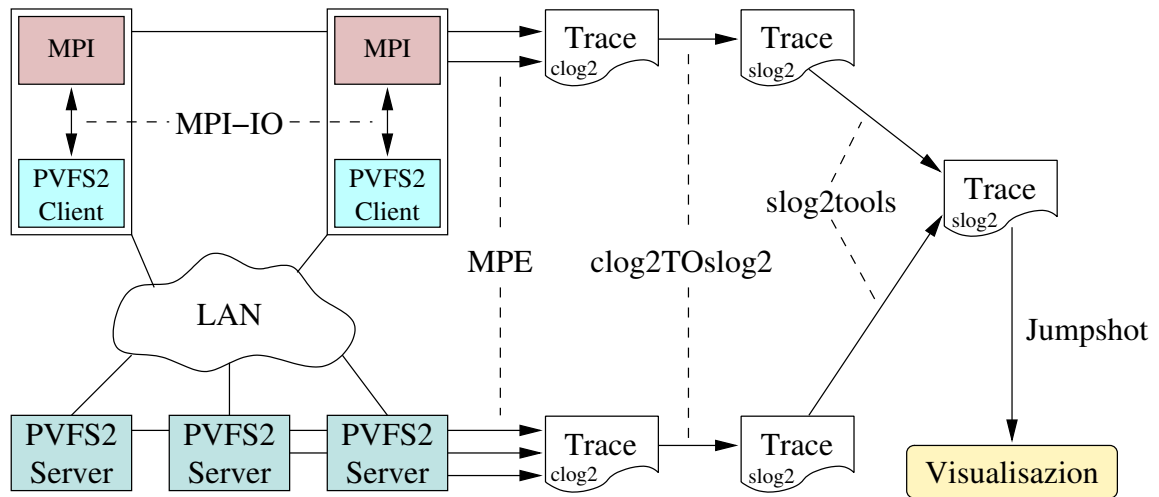 MPI
MPI
Trace
clog2
Trace
slog2
MPI−IO
PVFS2
Client
PVFS2
Client
Trace
slog2
slog2tools
MPE
clog2TOslog2
LAN
Jumpshot
PVFS2
Server
PVFS2
Server
PVFS2
Server
Trace
clog2
Trace
slog2
Visualisazion